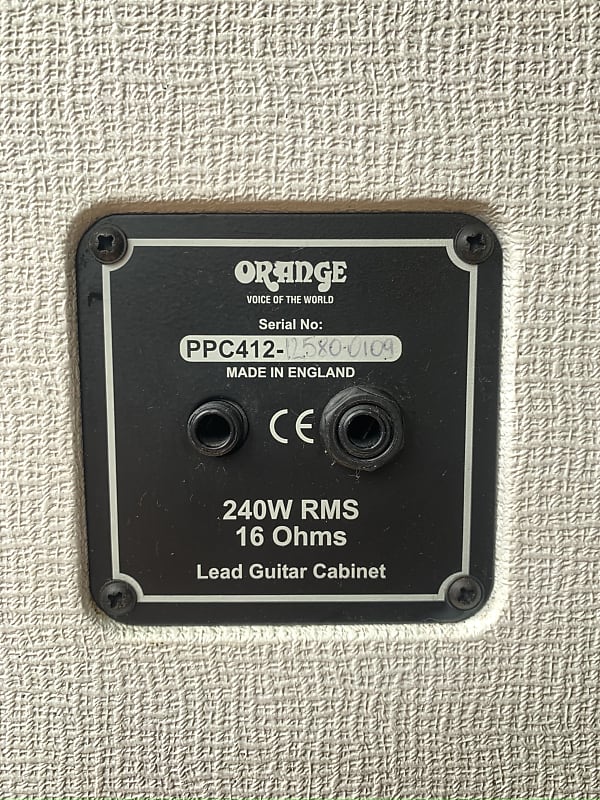 ORANGE
VOICE OF THE WORLD
Serial No:
PPC412-12580-0109
MADE IN ENGLAND
CE
240W RMS
16 Ohms
Lead Guitar Cabinet